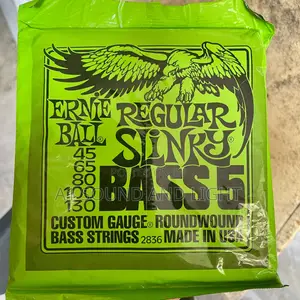 ERNIE BALL
REGULAR
SLINKY
BASS 5
45
65
80
100
130
CUSTOM GAUGE® ROUNDWOUND
BASS STRINGS 2836 MADE IN USA